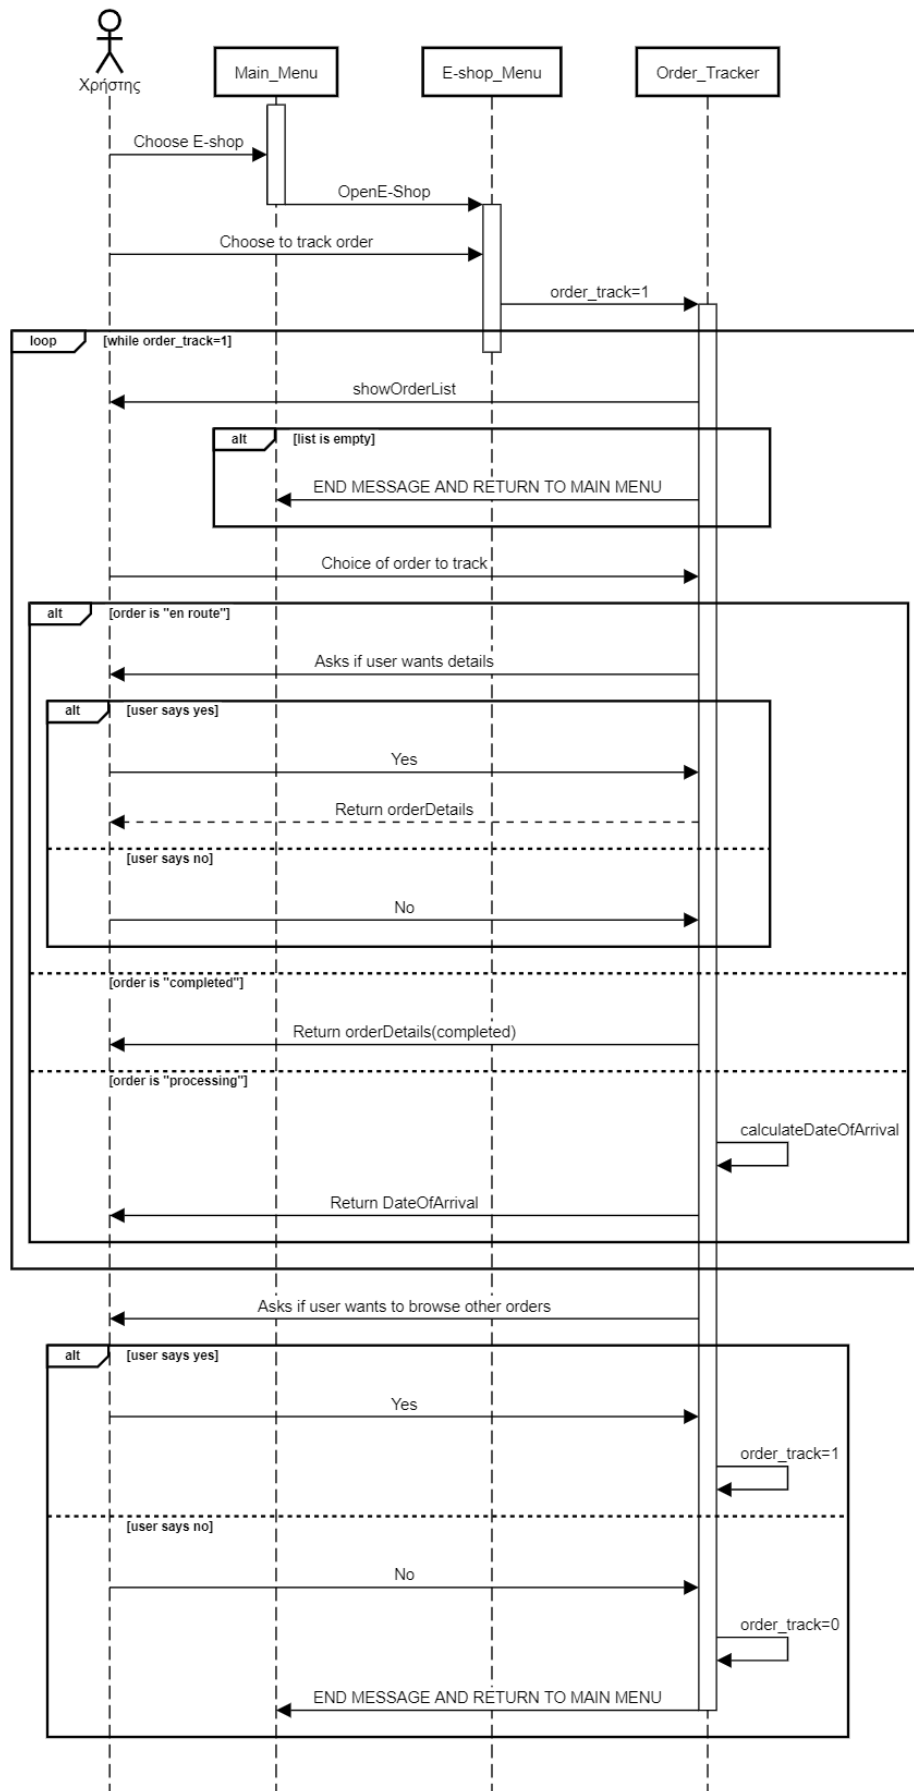 Χρήστης
Main_Menu
E-shop_Menu
Order_Tracker
Choose E-shop
OpenE-Shop
Choose to track order
order_track=1
loop [while order_track=1]
showOrderList
alt [list is empty]
END MESSAGE AND RETURN TO MAIN MENU
Choice of order to track
alt [order is "en route"]
Asks if user wants details
alt [user says yes]
Yes
Return orderDetails
[user says no]
No
[order is "completed"]
Return orderDetails(completed)
[order is "processing"]
calculateDateOfArrival
Return DateOfArrival
Asks if user wants to browse other orders
alt [user says yes]
Yes
order_track=1
[user says no]
No
order_track=0
END MESSAGE AND RETURN TO MAIN MENU